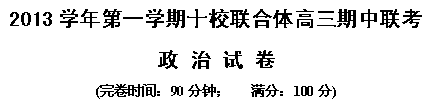 2013 学年第一学期十校联合体高三期中联考
政 治 试 卷
(完卷时间：90 分钟；  满分：100 分)